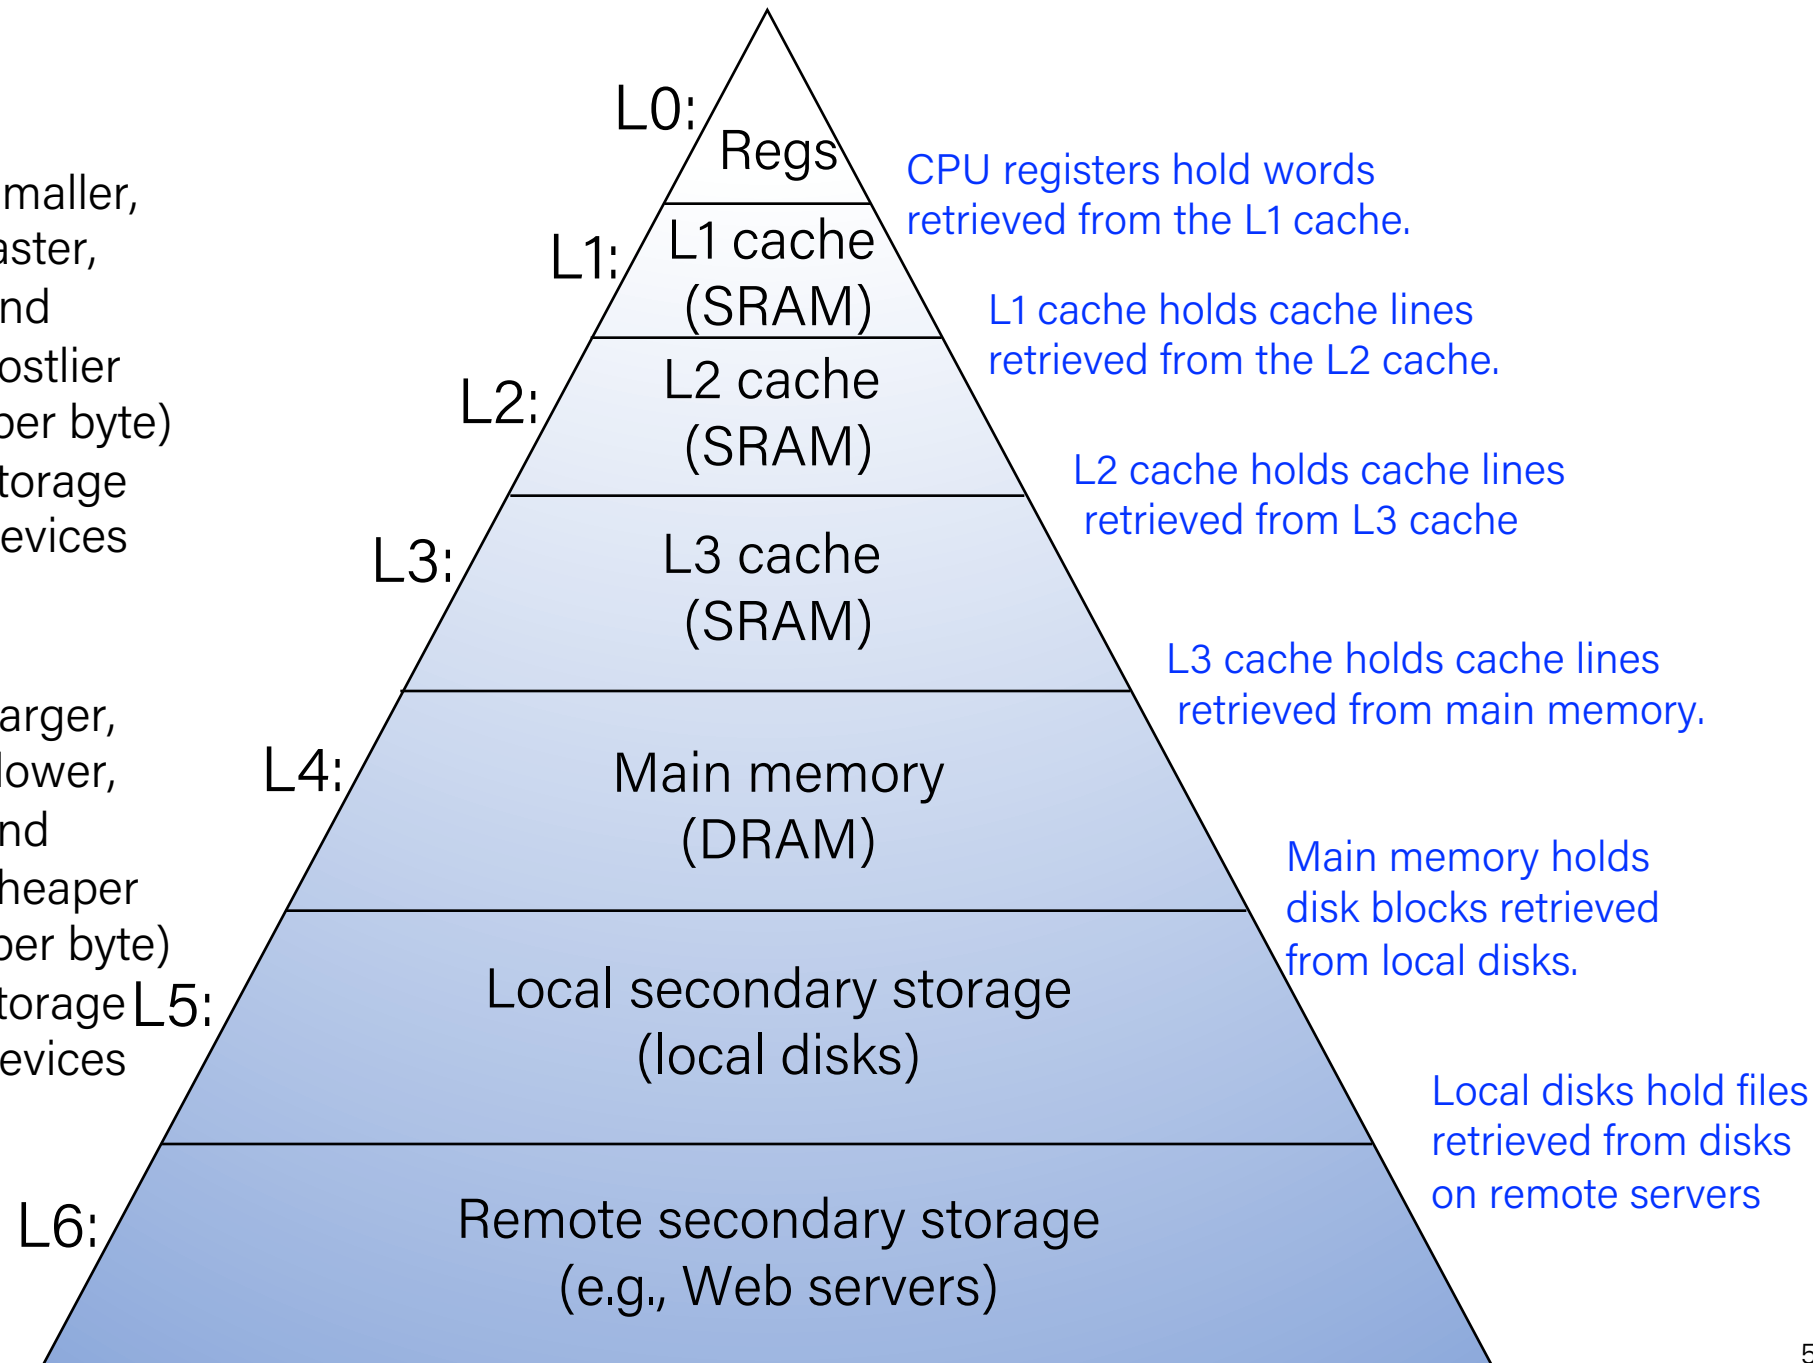 L0:
Regs
CPU registers hold words
retrieved from the L1 cache.
maller,
aster,
nd
ostlier
per byte)
torage
evices
L1:
L1 cache
(SRAM)
L1 cache holds cache lines
retrieved from the L2 cache.
L2:
L2 cache
(SRAM)
L2 cache holds cache lines
retrieved from L3 cache
L3:
L3 cache
(SRAM)
L3 cache holds cache lines
retrieved from main memory.
arger,
lower,
nd
heaper
per byte)
torage
evices
L4:
Main memory
(DRAM)
Main memory holds
disk blocks retrieved
from local disks.
L5:
Local secondary storage
(local disks)
Local disks hold files
retrieved from disks
on remote servers
L6:
Remote secondary storage
(e.g., Web servers)
5